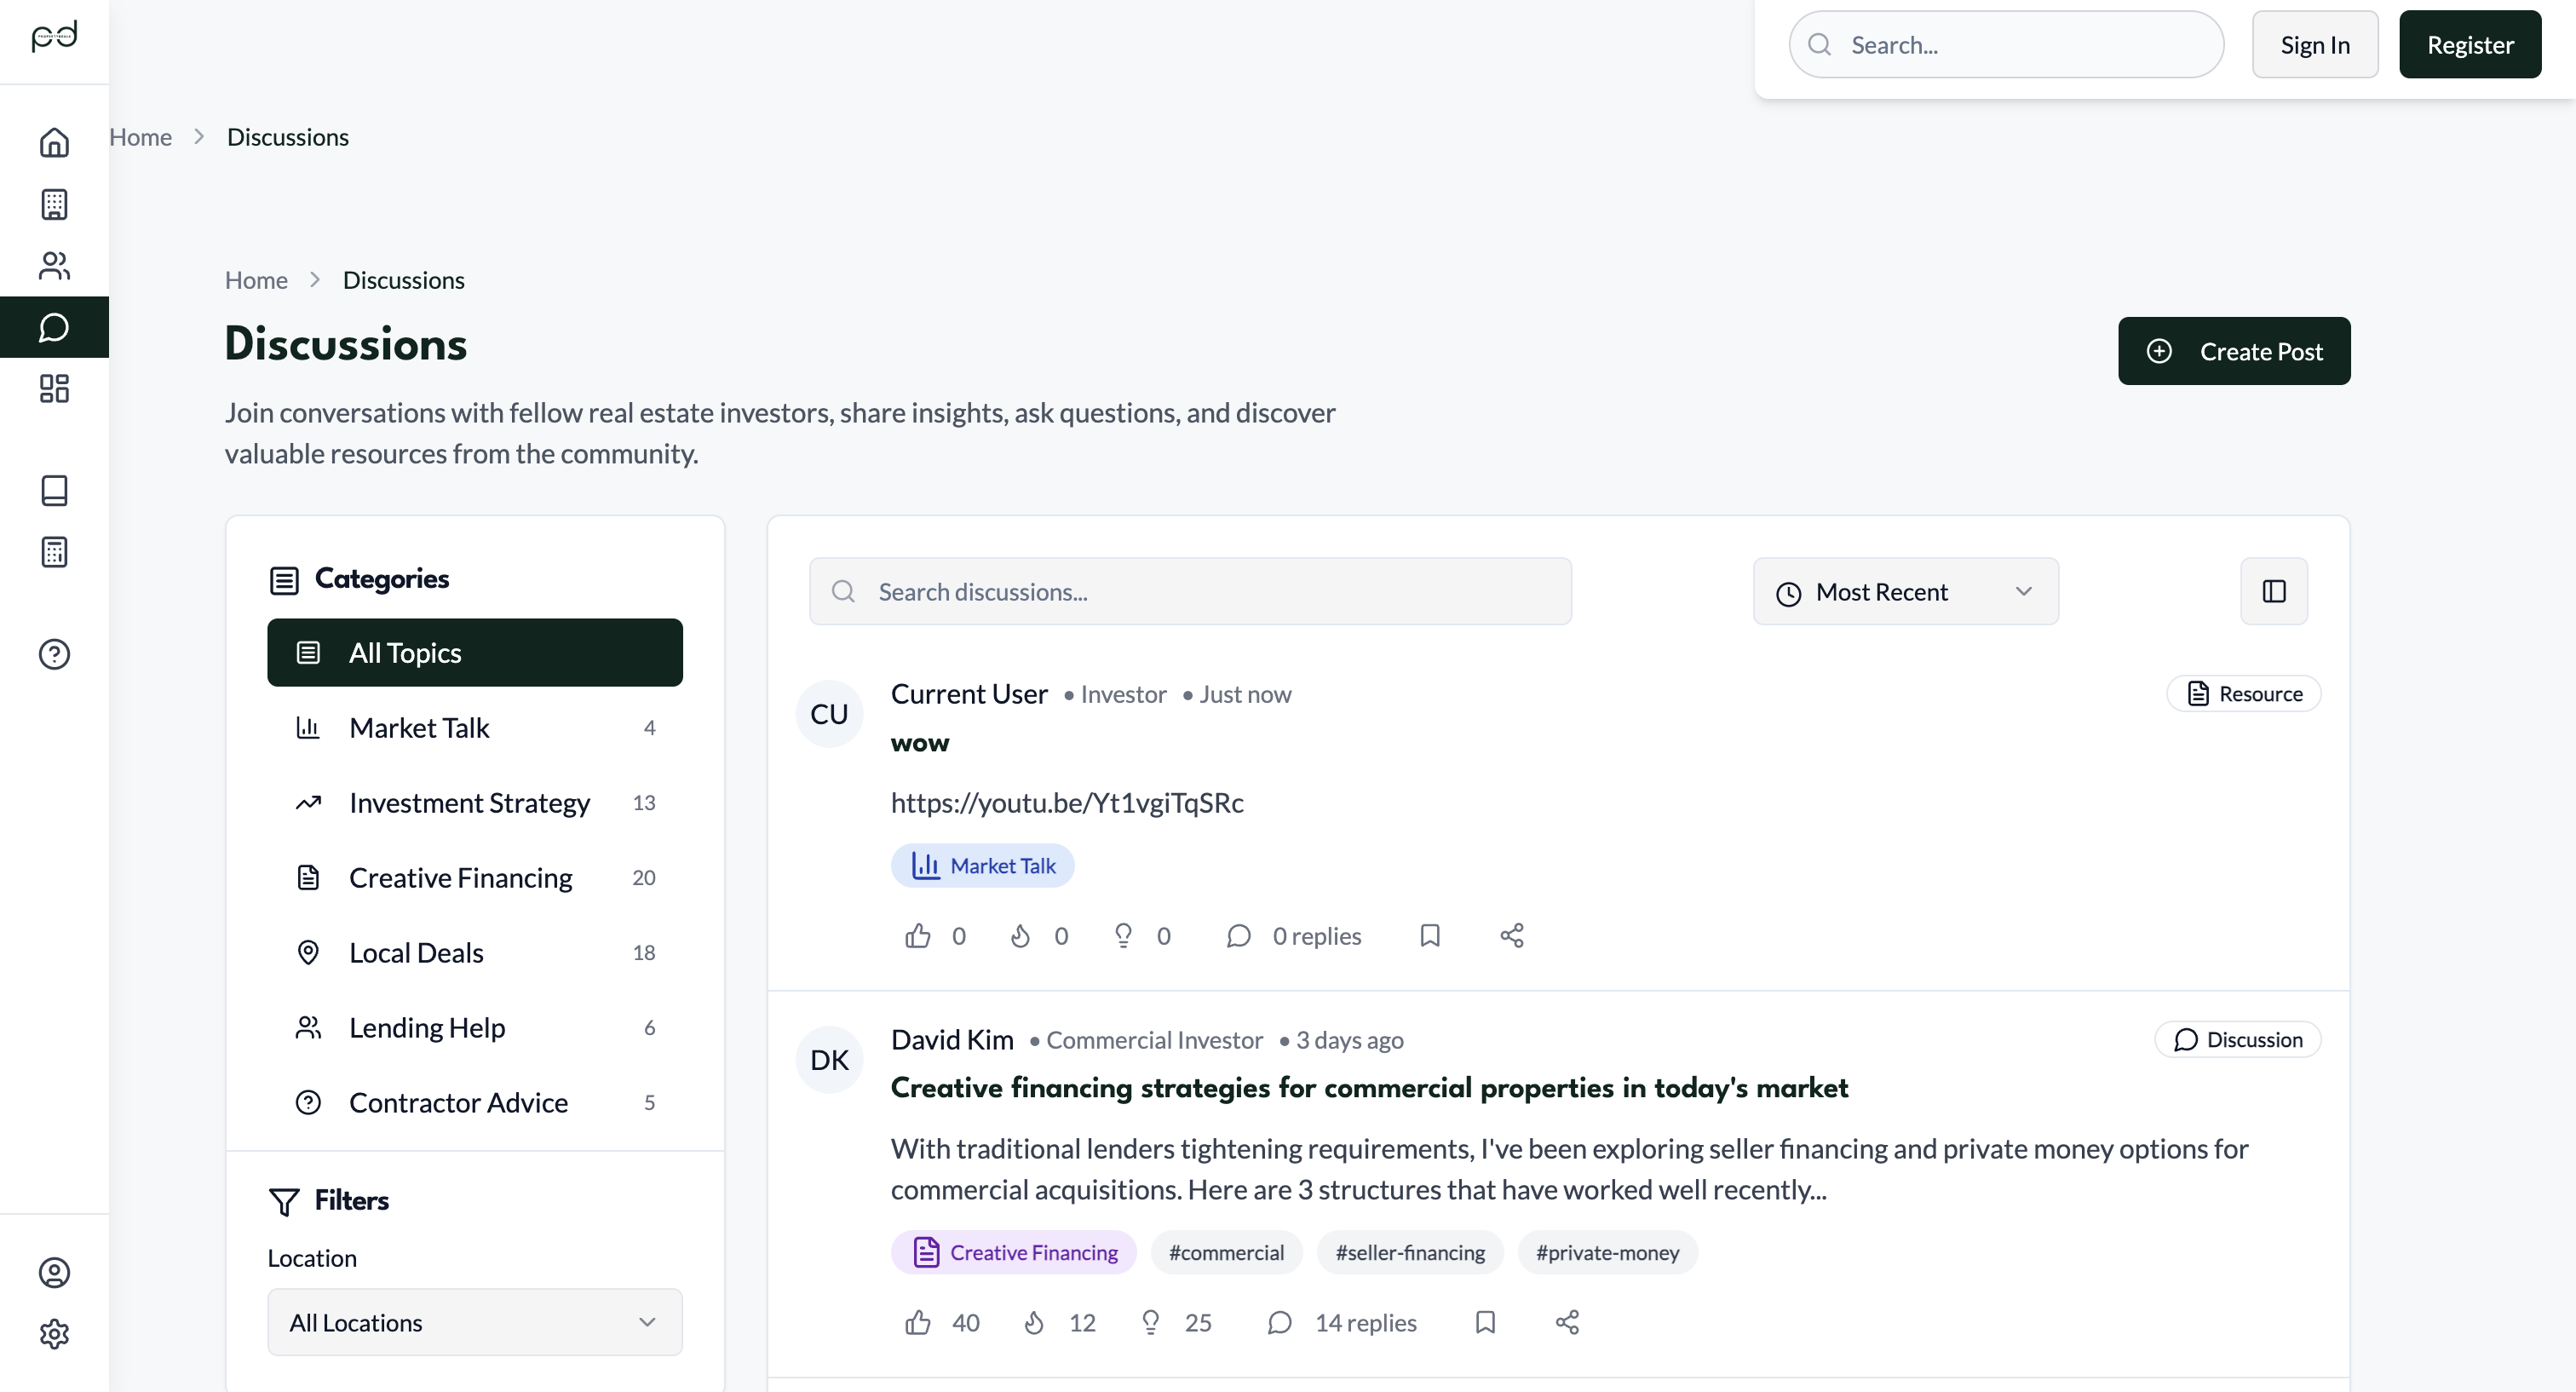 pd
Search...
Sign In
Register
Home
Discussions
Home
Discussions
Discussions
Create Post
Join conversations with fellow real estate investors, share insights, ask questions, and discover
valuable resources from the community.
Categories
All Topics
Market Talk 4
Investment Strategy 13
Creative Financing 20
Local Deals 18
Lending Help 6
Contractor Advice 5
Filters
Location
All Locations
Search discussions...
Most Recent
CU
Current User • Investor • Just now
Resource
wow
https://youtu.be/Yt1vgiTqSRc
Market Talk
0 0 0 0 replies
DK
David Kim • Commercial Investor • 3 days ago
Discussion
Creative financing strategies for commercial properties in today's market
With traditional lenders tightening requirements, I've been exploring seller financing and private money options for
commercial acquisitions. Here are 3 structures that have worked well recently...
Creative Financing #commercial #seller-financing #private-money
40 12 25 14 replies